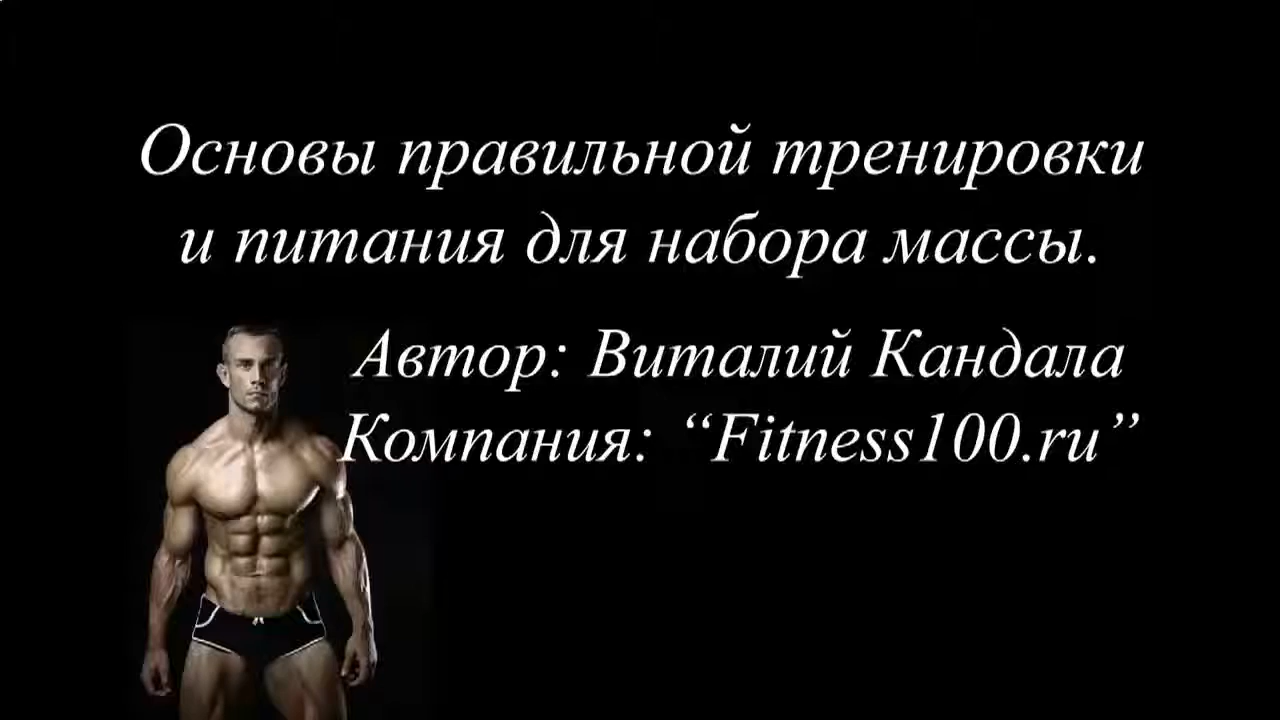 Основы правильной тренировки
и питания для набора массы.
Автор: Виталий Кандала
Компания: “Fitness100.ru”